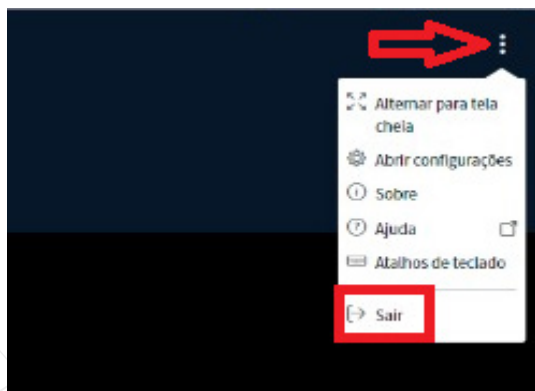 Alternar para tela
cheia
Abrir configurações
Sobre
Ajuda
Atalhos de teclado
Sair